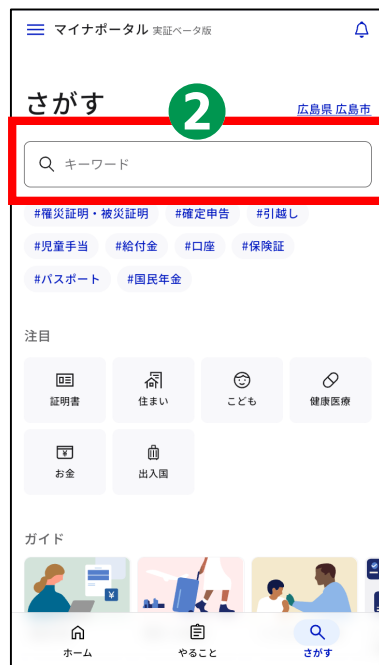 マイナポータル 実証ベータ版
さがす
2
広島県 広島市
キーワード
#罹災証明・被災証明 #確定申告 #引越し
#児童手当 #給付金 #口座 #保険証
#パスポート #国民年金
注目
証明書 住まい こども 健康医療
お金 出入国
ガイド
ホーム やること さがす